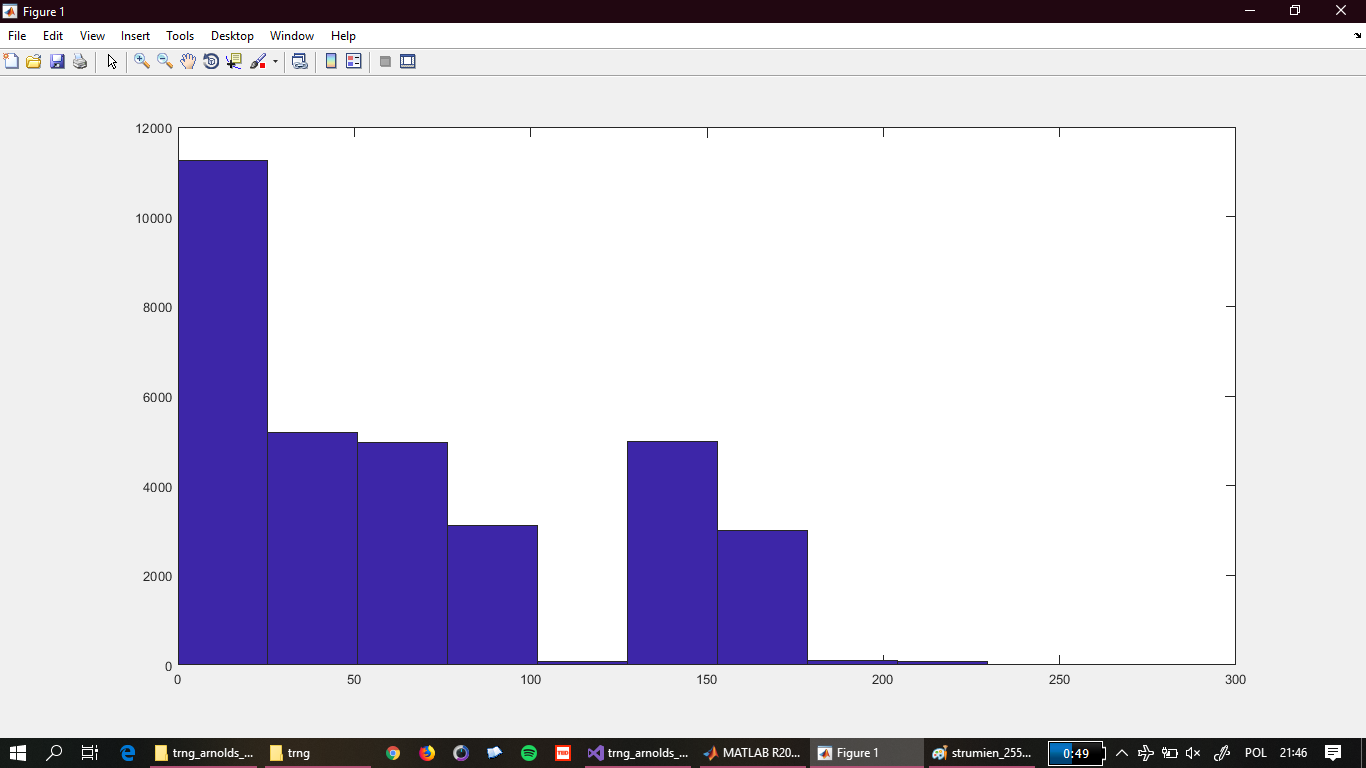 Figure 1
File Edit View Insert Tools Desktop Window Help
12000
10000
8000
6000
4000
2000
0
0 50 100 150 200 250 300
trng_arnolds_... trng TED trng_arnolds_... MATLAB R20... Figure 1 strumien_255... 0:49 POL 21:46